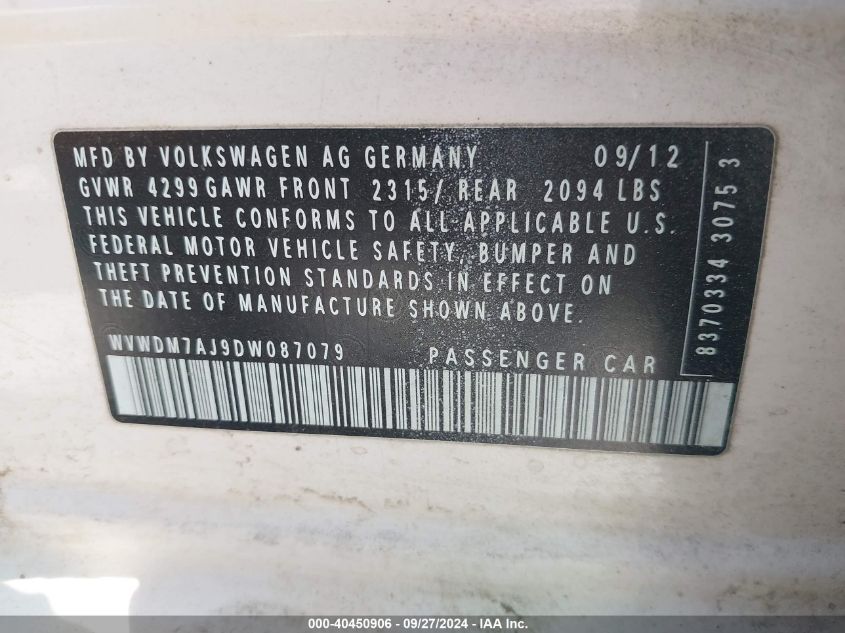 MFD BY VOLKSWAGEN AG GERMANY 09/12
GVWR 4299 GAWR FRONT 2315/ REAR 2094 LBS
THIS VEHICLE CONFORMS TO ALL APPLICABLE U.S.
FEDERAL MOTOR VEHICLE SAFETY, BUMPER AND
THEFT PREVENTION STANDARDS IN EFFECT ON
THE DATE OF MANUFACTURE SHOWN ABOVE.
WVWDM7AJ9DW087079 PASSENGER CAR
8370334 3075 3
000-40450906 - 09/27/2024 - IAA Inc.